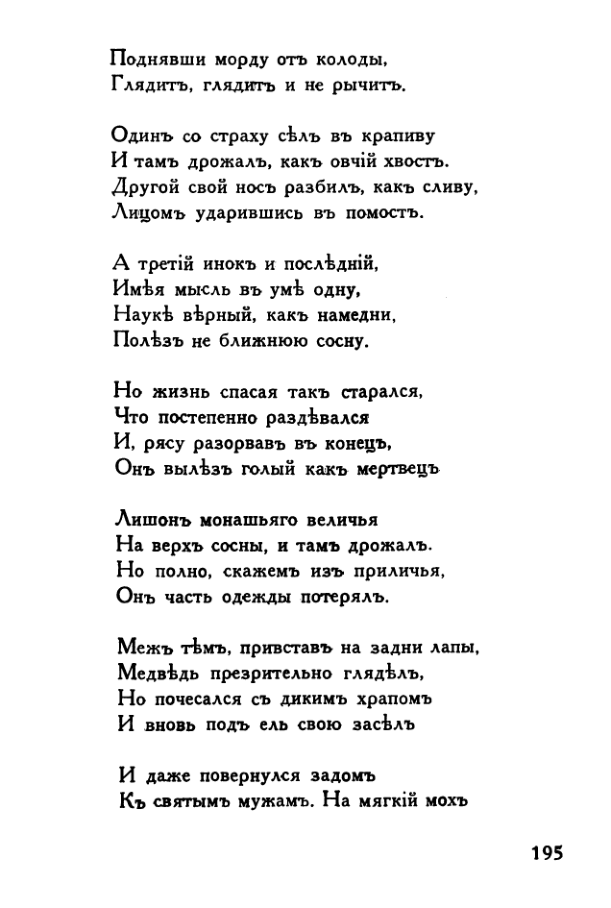 Поднявши морду отъ колоды,
Глядитъ, глядитъ и не рычитъ.

Одинъ со страху сѣлъ въ крапиву
И тамъ дрожалъ, какъ овчій хвостъ.
Другой свой носъ разбилъ, какъ сливу,
Лицомъ ударившись въ помостъ.

А третій инокъ и послѣдній,
Имѣя мысль въ умѣ одну,
Наукѣ вѣрный, какъ намедни,
Полѣзъ не ближнюю сосну.

Но жизнь спасая такъ старался,
Что постепенно раздѣвался
И, рясу разорвавъ въ конецъ,
Онъ вылѣзъ голый какъ мертвецъ

Лишонъ монашьяго величья
На верхъ сосны, и тамъ дрожалъ.
Но полно, скажемъ изъ приличья,
Онъ часть одежды потерялъ.

Межъ тѣмъ, привставъ на задни лапы,
Медвѣдь презрительно глядѣлъ,
Но почесался съ дикимъ храпомъ
И вновь подъ ель свою засѣлъ

И даже повернулся задомъ
Къ святымъ мужамъ. На мягкій мохъ

195